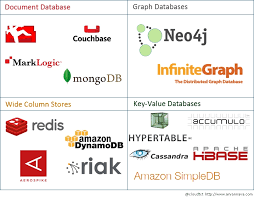 Document Database
Graph Databases
Couchbase
Neo4j
MarkLogic
mongoDB
InfiniteGraph
The Distributed Graph Database
Wide Column Stores
Key-Value Databases
redis
amazon
DynamoDB
AEROSPIKE
riak
accumulo
HYPERTABLE
Cassandra
APACHE
HBASE
Amazon SimpleDB